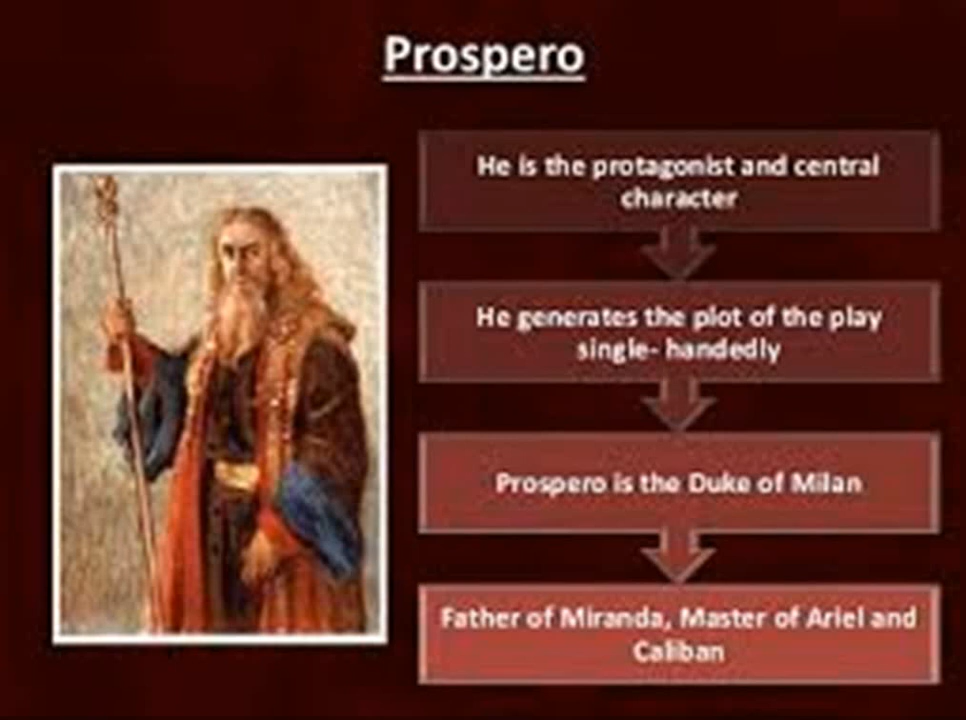 Prospero
He is the protagonist and central
character
He generates the plot of the play
single- handedly
Prospero is the Duke of Milan
Father of Miranda, Master of Ariel and
Caliban